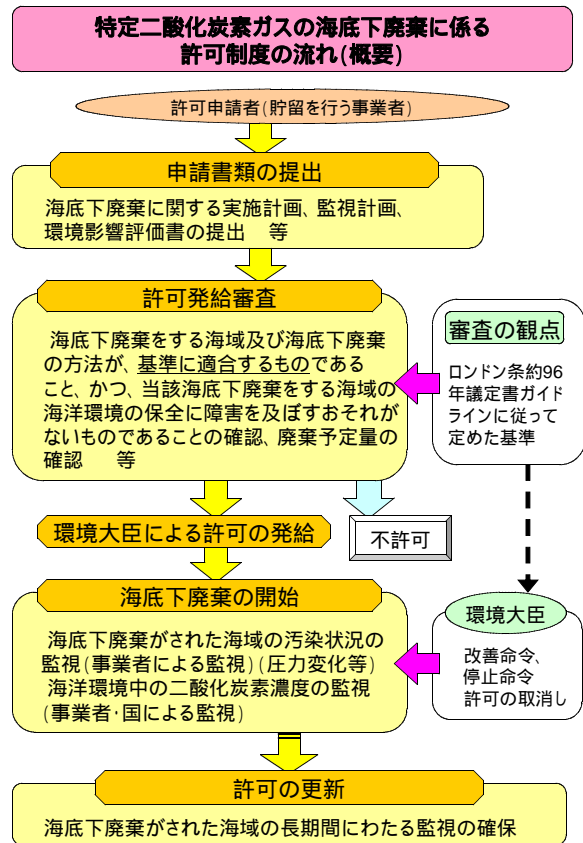 特定二酸化炭素ガスの海底下廃棄に係る
許可制度の流れ(概要)
許可申請者(貯留を行う事業者)
申請書類の提出
海底下廃棄に関する実施計画、監視計画、
環境影響評価書の提出　等
許可発給審査
海底下廃棄をする海域及び海底下廃棄
の方法が、基準に適合するものである
こと、かつ、当該海底下廃棄をする海域の
海洋環境の保全に障害を及ぼすおそれが
ないものであることの確認、廃棄予定量の
確認　等
審査の観点
ロンドン条約96
年議定書ガイド
ラインに従って
定めた基準
環境大臣による許可の発給
不許可
海底下廃棄の開始
海底下廃棄がされた海域の汚染状況の
監視(事業者による監視)(圧力変化等)
海洋環境中の二酸化炭素濃度の監視
(事業者・国による監視)
環境大臣
改善命令、
停止命令
許可の取消し
許可の更新
海底下廃棄がされた海域の長期間にわたる監視の確保